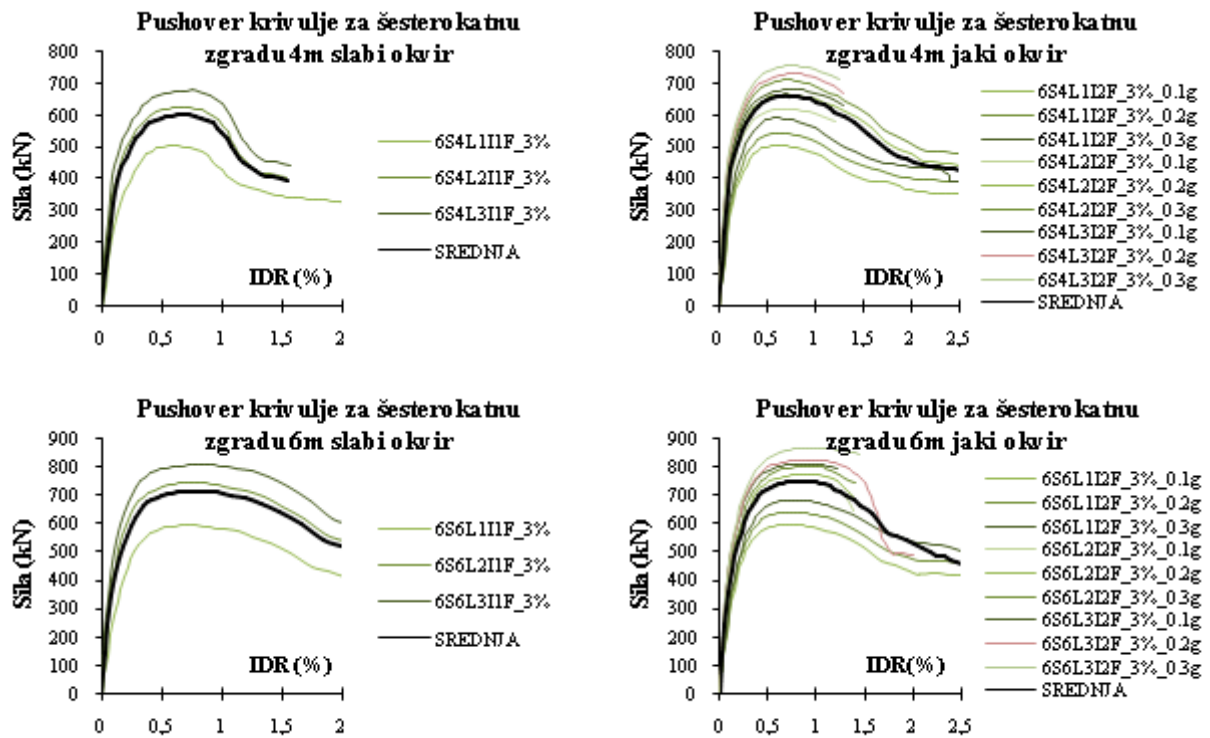 Pushover krivulje za šesterokatnu
zgradu 4m slabi okvir
800
700
600
500
400
300
200
100
0
Sila (kN)
IDR (%)
0 0,5 1 1,5 2
6S4L1I1F_3%
6S4L2I1F_3%
6S4L3I1F_3%
SREDNJA
Pushover krivulje za šesterokatnu
zgradu 4m jaki okvir
800
700
600
500
400
300
200
100
0
Sila (kN)
IDR(%)
0 0,5 1 1,5 2 2,5
6S4L1I2F_3%_0.1g
6S4L1I2F_3%_0.2g
6S4L1I2F_3%_0.3g
6S4L2I2F_3%_0.1g
6S4L2I2F_3%_0.2g
6S4L2I2F_3%_0.3g
6S4L3I2F_3%_0.1g
6S4L3I2F_3%_0.2g
6S4L3I2F_3%_0.3g
SREDNJA
Pushover krivulje za šesterokatnu
zgradu 6m slabi okvir
900
800
700
600
500
400
300
200
100
0
Sila (kN)
IDR (%)
0 0,5 1 1,5 2
6S6L1I1F_3%
6S6L2I1F_3%
6S6L3I1F_3%
SREDNJA
Pushover krivulje za šesterokatnu
zgradu 6m jaki okvir
900
800
700
600
500
400
300
200
100
0
Sila (kN)
IDR(%)
0 0,5 1 1,5 2 2,5
6S6L1I2F_3%_0.1g
6S6L1I2F_3%_0.2g
6S6L1I2F_3%_0.3g
6S6L2I2F_3%_0.1g
6S6L2I2F_3%_0.2g
6S6L2I2F_3%_0.3g
6S6L3I2F_3%_0.1g
6S6L3I2F_3%_0.2g
6S6L3I2F_3%_0.3g
SREDNJA